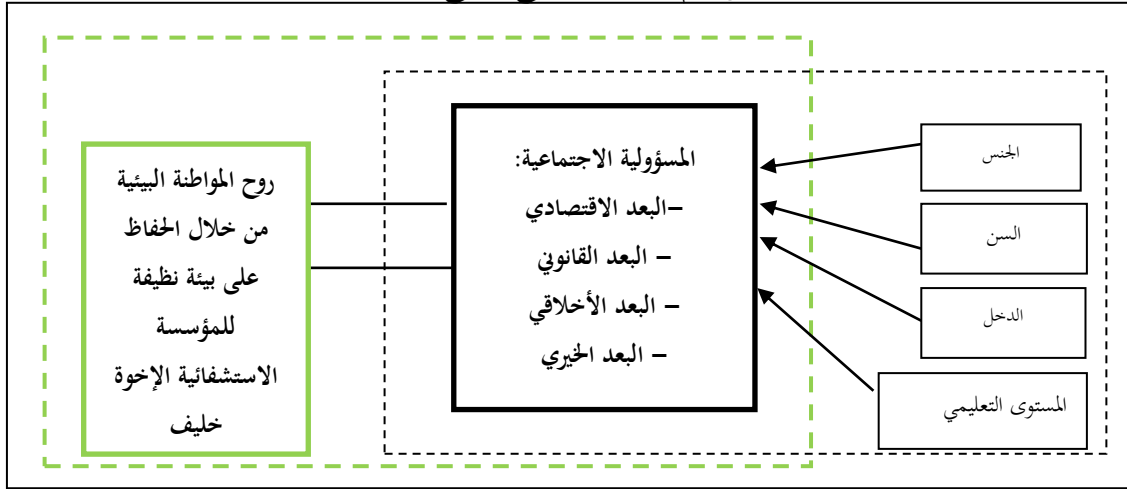 المسؤولية الاجتماعية:
–البعد الاقتصادي
– البعد القانوني
– البعد الأخلاقي
– البعد الخيري
الجنس
السن
الدخل
المستوى التعليمي
روح المواطنة البيئية
من خلال الحفاظ
على بيئة نظيفة
للمؤسسة
الاستشفائية الإخوة
خليف